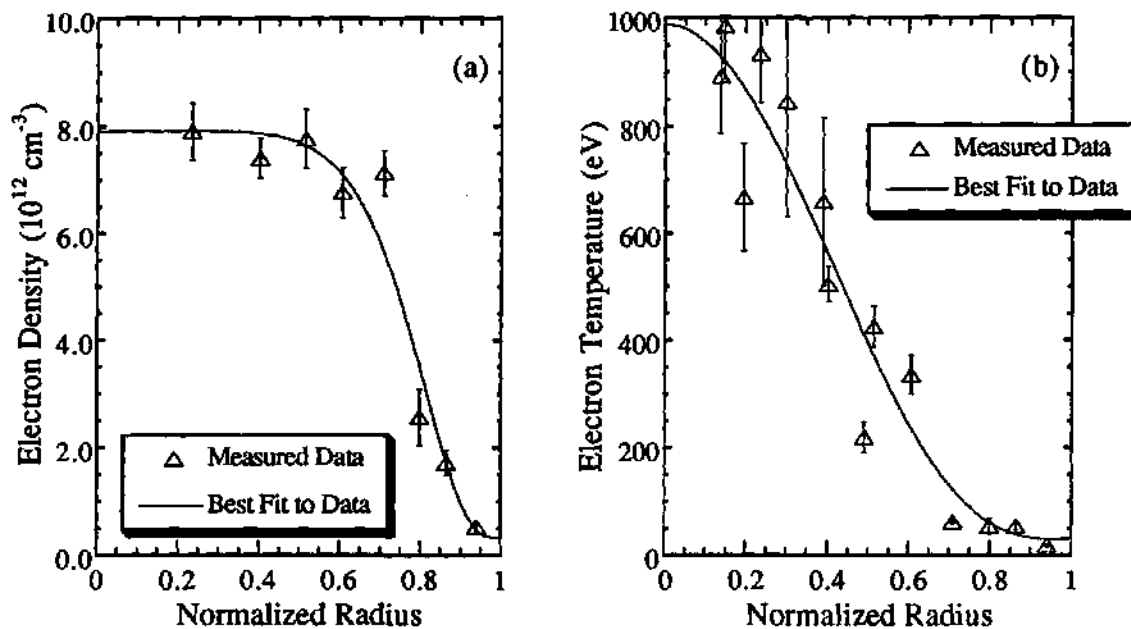 10.0
8.0
6.0
4.0
2.0
0.0
0
0.2
0.4
0.6
0.8
1
Electron Density (10^12 cm^-3)
Normalized Radius
(a)
Measured Data
Best Fit to Data
1000
800
600
400
200
0
0
0.2
0.4
0.6
0.8
1
Electron Temperature (eV)
Normalized Radius
(b)
Measured Data
Best Fit to Data